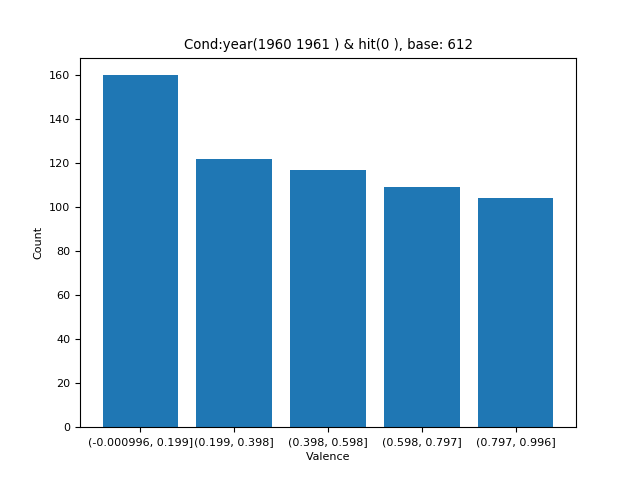 Cond:year(1960 1961 ) & hit(0 ), base: 612
160
140
120
100
80
60
40
20
0
Count
(-0.000996, 0.199] (0.199, 0.398] (0.398, 0.598] (0.598, 0.797] (0.797, 0.996]
Valence